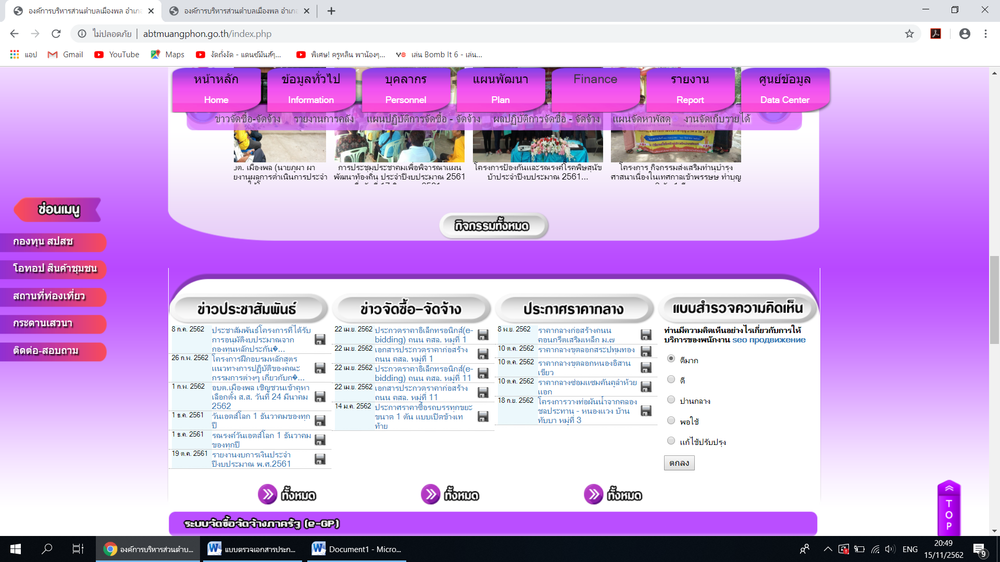 องค์การบริหารส่วนตำบลเมืองพล อำเภอ
องค์การบริหารส่วนตำบลเมืองพล อำเภอ
ไม่ปลอดภัย | abtmuangphon.go.th/index.php
แอป Gmail YouTube Maps งัดถั่งงัด - แดนซ์มันส์ๆ... พิเศษ! ครูหลิน พาน้องๆ... เล่น Bomb It 6 - เล่น...
หน้าหลัก ข้อมูลทั่วไป บุคลากร แผนพัฒนา Finance รายงาน ศูนย์ข้อมูล
Home Information Personnel Plan Report Data Center
ข่าวจัดซื้อ-จัดจ้าง รายงานการคลัง แผนปฏิบัติการจัดซื้อ - จัดจ้าง ผลปฏิบัติการจัดซื้อ - จัดจ้าง แผนจัดหาพัสดุ งานจัดเก็บรายได้
บต. เมืองพล (นายภูผา ผา
ยงานผลการดำเนินการประจำ
การประชุมประชาคมเพื่อพิจารณาแผน
พัฒนาท้องถิ่น ประจำปีงบประมาณ 2561
โครงการป้องกันและรณรงค์โรคพิษสุนัข
บ้าประจำปีงบประมาณ 2561...
โครงการ กิจกรรมส่งเสริมทำนุบำรุง
ศาสนาเนื่องในเทศกาลเข้าพรรษษ ทำบุญ
กิจกรรมทั้งหมด
ซ่อนเมนู
กองทุน สปสช
โอทอป สินค้าชุมชน
สถานที่ท่องเที่ยว
กระดานเสวนา
ติดต่อ-สอบถาม
ข่าวประชาสัมพันธ์
8 ก.ค. 2562 ประชาสัมพันธ์โครงการที่ได้รับ
การอนุมัติงบประมาณจาก
กองทุนหลักประกัน�...
26 ก.พ. 2562 โครงการฝึกอบรมหลักสูตร
แนวทางการปฏิบัติของคณะ
กรรมการต่างๆ เกี่ยวกับก�...
1 ก.พ. 2562 อบต.เมืองพล เชิญชวนเข้าคูหา
เลือกตั้ง ส.ส. วันที่ 24 มีนาคม
2562
1 ธ.ค. 2561 วันเอดส์โลก 1 ธันวาคมของทุก
ปี
1 ธ.ค. 2561 รณรงค์วันเอดส์โลก 1 ธันวาคม
ของทุกปี
19 ต.ค. 2561 รายงานงบการเงินประจำ
ปีงบประมาณ พ.ศ.2561
ทั้งหมด
ข่าวจัดซื้อ-จัดจ้าง
22 เม.ย. 2562 ประกวดราคาอิเล็กทรอนิกส์(e-
bidding) ถนน คสล. หมู่ที่ 1
22 เม.ย. 2562 เอกสารประกวดราคาก่อสร้าง
ถนน คสล. หมู่ที่ 1
22 เม.ย. 2562 ประกวดราคาอิเล็กทรอนิกส์(e-
bidding) ถนน คสล. หมู่ที่ 11
22 เม.ย. 2562 เอกสารประกวดราคาก่อสร้าง
ถนน คสล. หมู่ที่ 11
14 ม.ค. 2562 ประกาศราคาซื้อรถบรรทุกขยะ
ขนาด 1 ตัน แบบเปิดข้างเท
ท้าย
ทั้งหมด
ประกาศราคากลาง
8 พ.ย. 2562 ราคากลางก่อสร้างถนน
คอนกรีตเสริมเหล็ก ม.๗
10 ต.ค. 2562 ราคากลางขุดลอกสระปทุมทอง
10 ต.ค. 2562 ราคากลางขุดลอกหนองอิสาน
เขียว
10 ต.ค. 2562 ราคากลางซ่อมแซมคันคูลำห้วย
แอก
18 ก.ย. 2562 โครงการวางท่อผันน้ำจากคลอง
ชลประทาน - หนองแวง บ้าน
ทับบา หมู่ที่ 3
ทั้งหมด
แบบสำรวจความคิดเห็น
ท่านมีความคิดเห็นอย่างไรเกี่ยวกับการให้
บริการของพนักงาน seo продвижение
ดีมาก
ดี
ปานกลาง
พอใช้
แก้ไช้ปรับปรุง
ตกลง
TOP
ระบบจัดซื้อจัดจ้างภาครัฐ (e-GP)
องค์การบริหารส่วนตำบ... แบบตรวจเอกสารประก... Document1 - Micro... ENG 20:49
15/11/2562 9